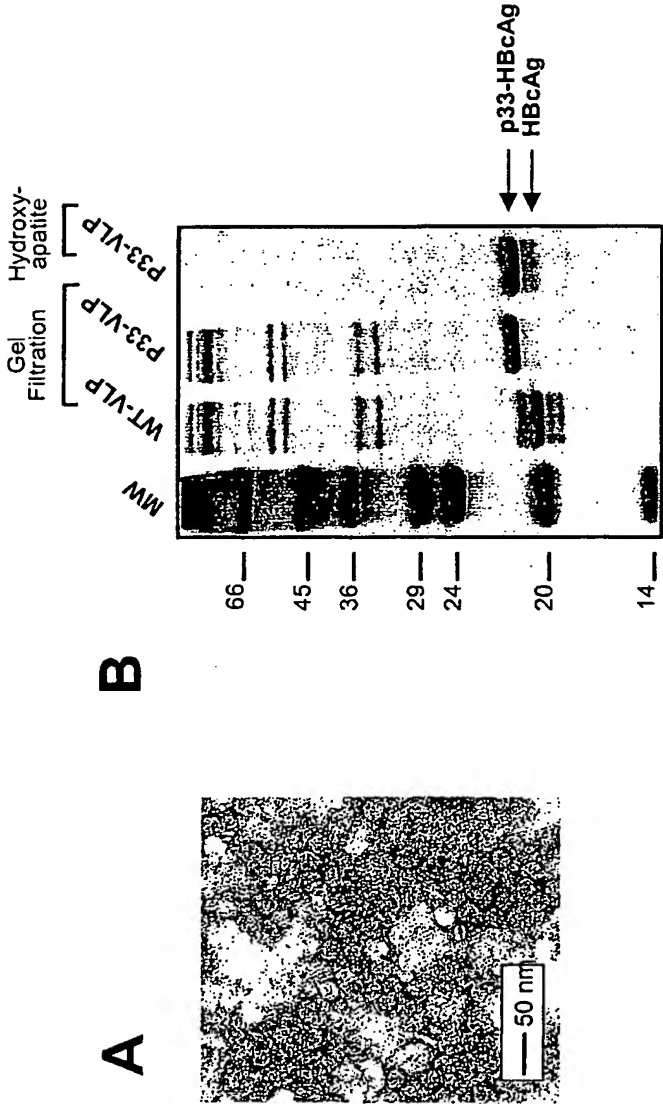 A
50 nm
B
Gel
Filtration
Hydroxy-
apatite
MW
WT-VLP
P33-VLP
P33-VLP
66
45
36
29
24
20
14
p33-HBcAg
HBcAg